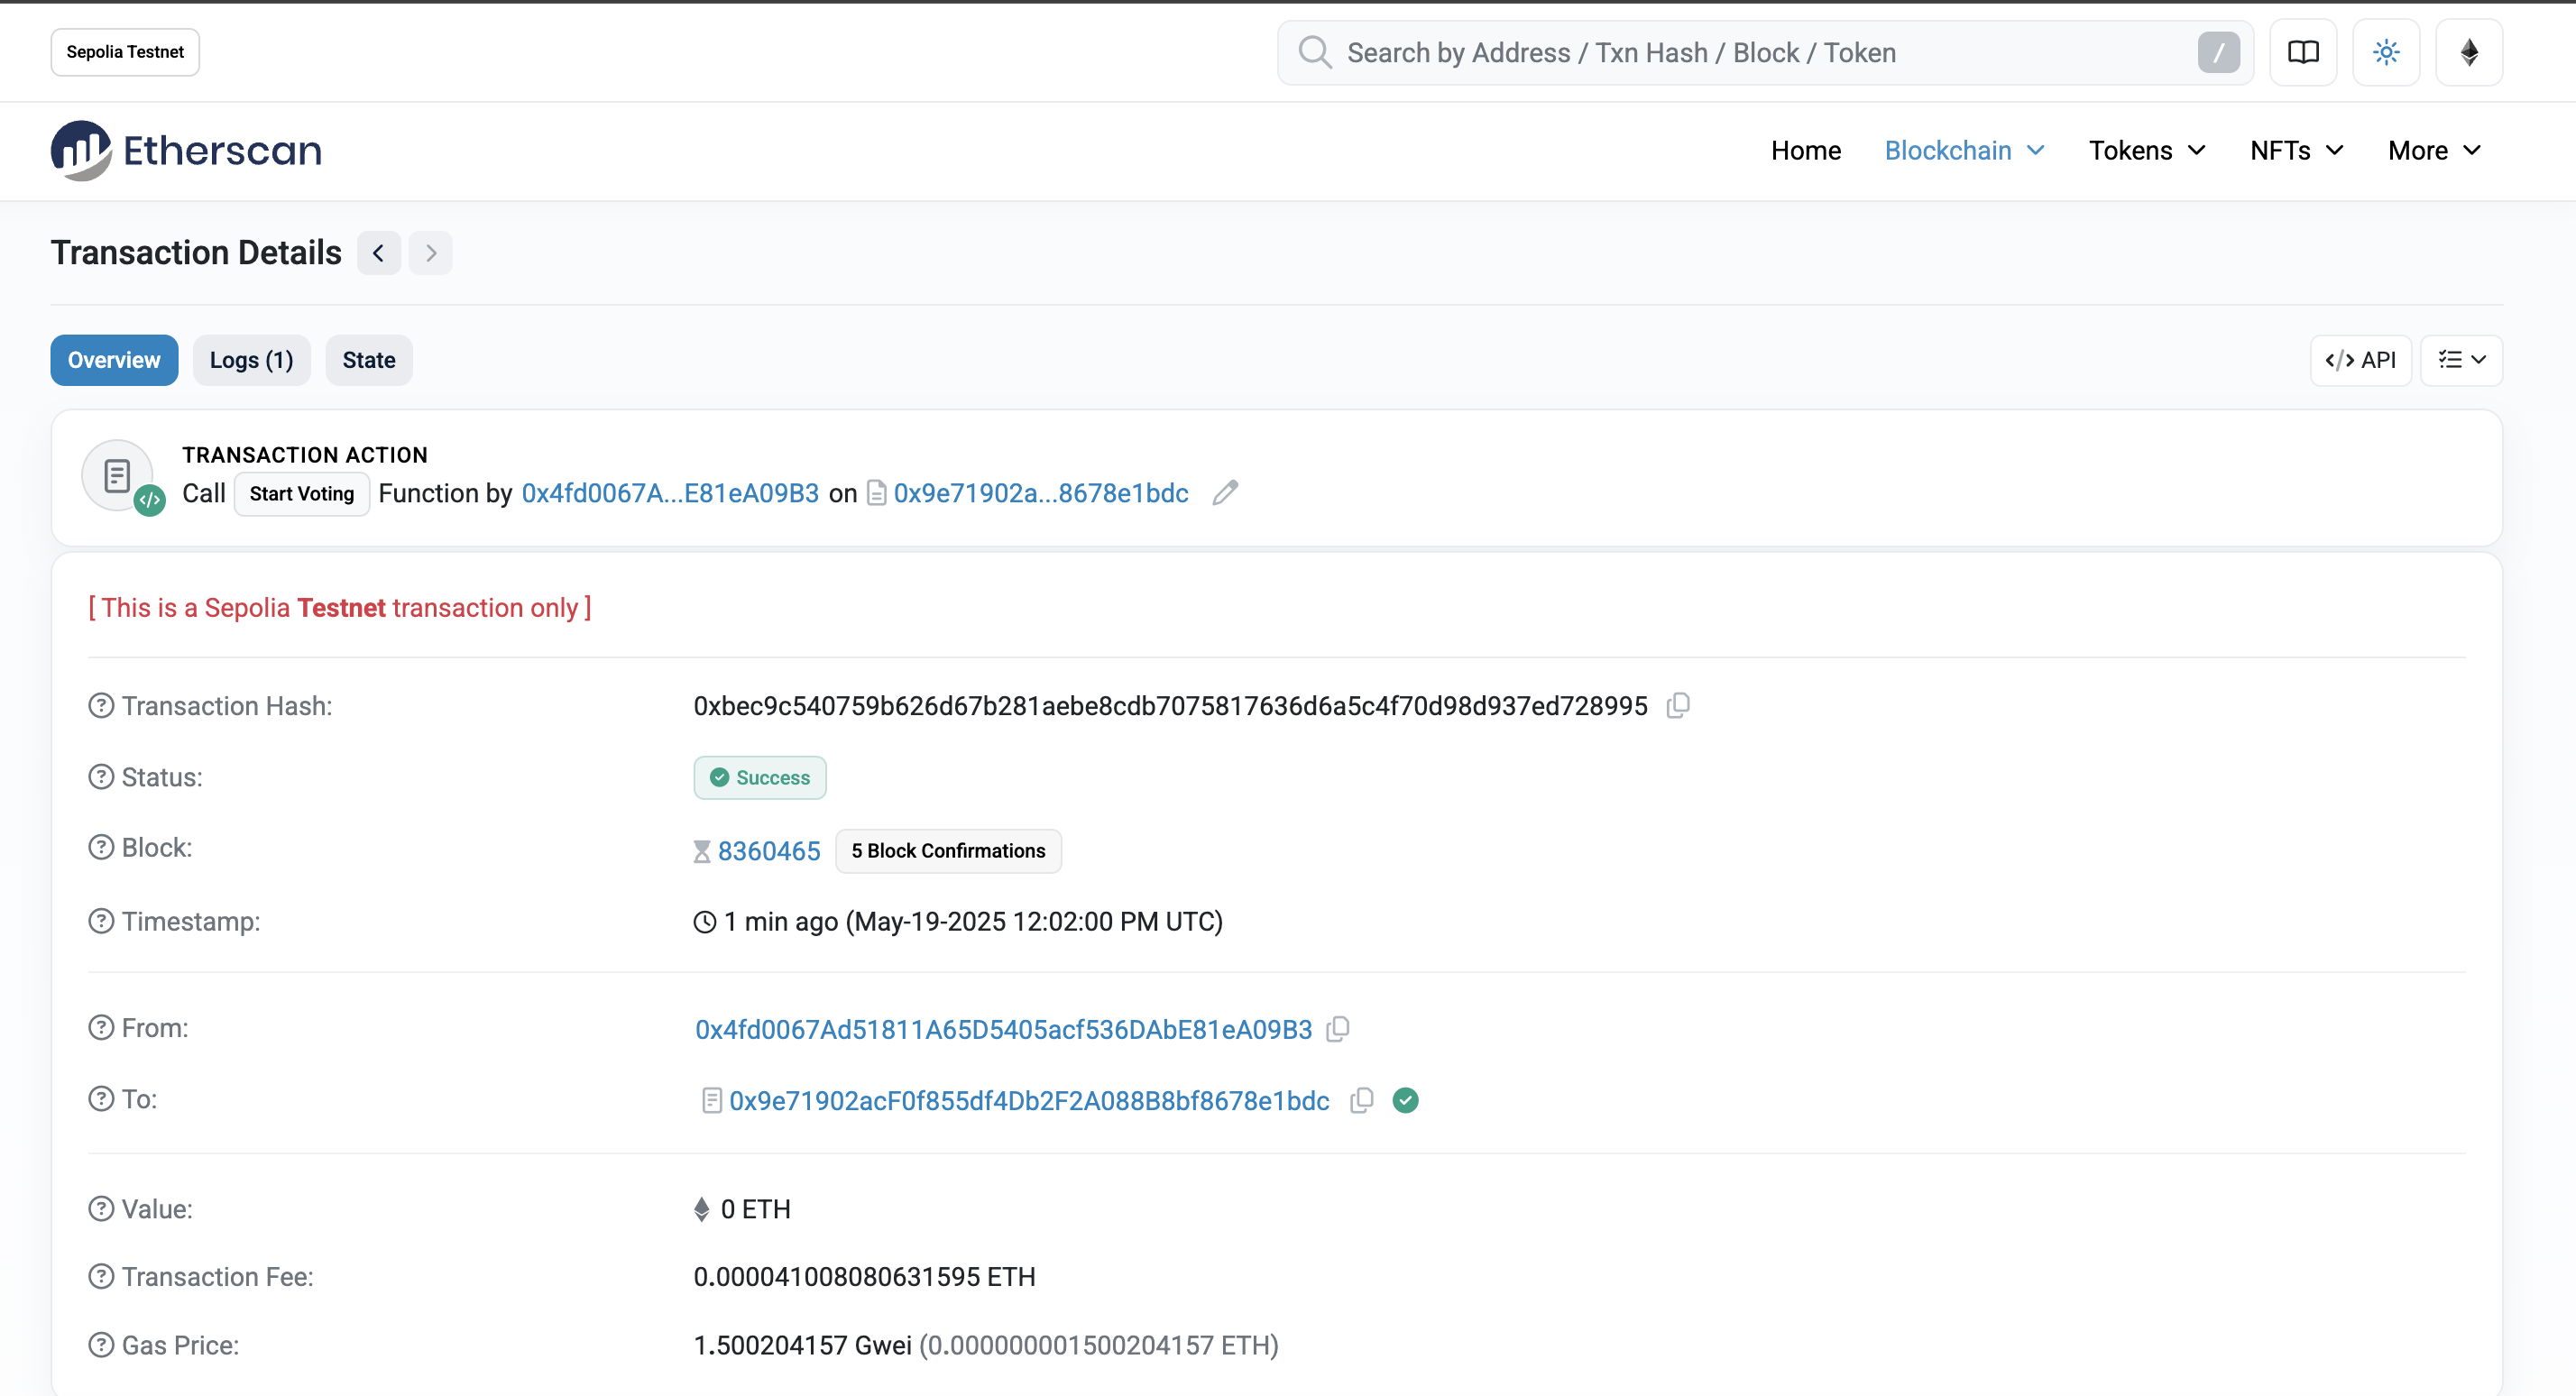 Sepolia Testnet
Search by Address / Txn Hash / Block / Token /
Etherscan
Home Blockchain Tokens NFTs More
Transaction Details
Overview Logs (1) State API
TRANSACTION ACTION
Call Start Voting Function by 0x4fd0067A...E81eA09B3 on 0x9e71902a...8678e1bdc
[ This is a Sepolia Testnet transaction only ]
Transaction Hash: 0xbec9c540759b626d67b281aebe8cdb7075817636d6a5c4f70d98d937ed728995
Status: Success
Block: 8360465 5 Block Confirmations
Timestamp: 1 min ago (May-19-2025 12:02:00 PM UTC)
From: 0x4fd0067Ad51811A65D5405acf536DAbE81eA09B3
To: 0x9e71902acF0f855df4Db2F2A088B8bf8678e1bdc
Value: 0 ETH
Transaction Fee: 0.000041008080631595 ETH
Gas Price: 1.500204157 Gwei (0.000000001500204157 ETH)